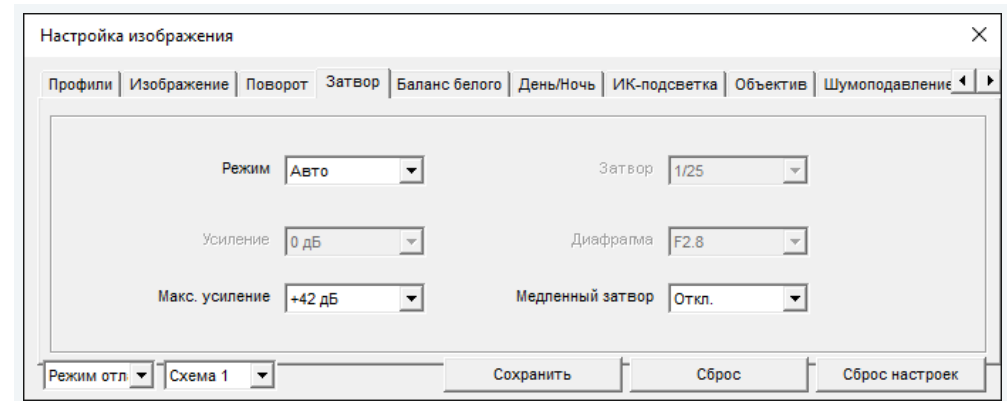 Настройка изображения
Профили Изображение Поворот Затвор Баланс белого День/Ночь ИК-подсветка Объектив Шумоподавление
Режим Авто Затвор 1/25
Усиление 0 дБ Диафрагма F2.8
Макс. усиление +42 дБ Медленный затвор Откл.
Режим отл Схема 1 Сохранить Сброс Сброс настроек